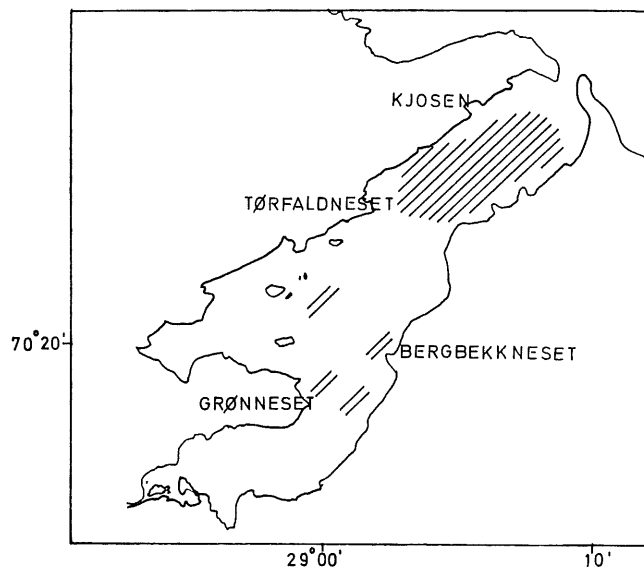 KJOSEN
TØRFALDNESET
70°20'
BERGBEKKNESET
GRØNNESET
29°00'
10'